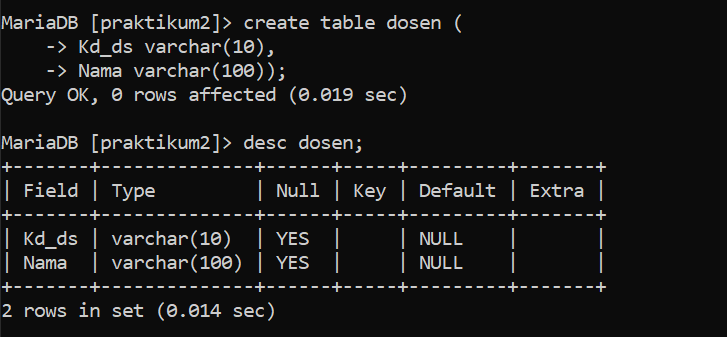 MariaDB [praktikum2]> create table dosen (
    -> Kd_ds varchar(10),
    -> Nama varchar(100));
Query OK, 0 rows affected (0.019 sec)

MariaDB [praktikum2]> desc dosen;
+-------+--------------+------+-----+---------+-------+
| Field | Type         | Null | Key | Default | Extra |
+-------+--------------+------+-----+---------+-------+
| Kd_ds | varchar(10)  | YES  |     | NULL    |       |
| Nama  | varchar(100) | YES  |     | NULL    |       |
+-------+--------------+------+-----+---------+-------+
2 rows in set (0.014 sec)